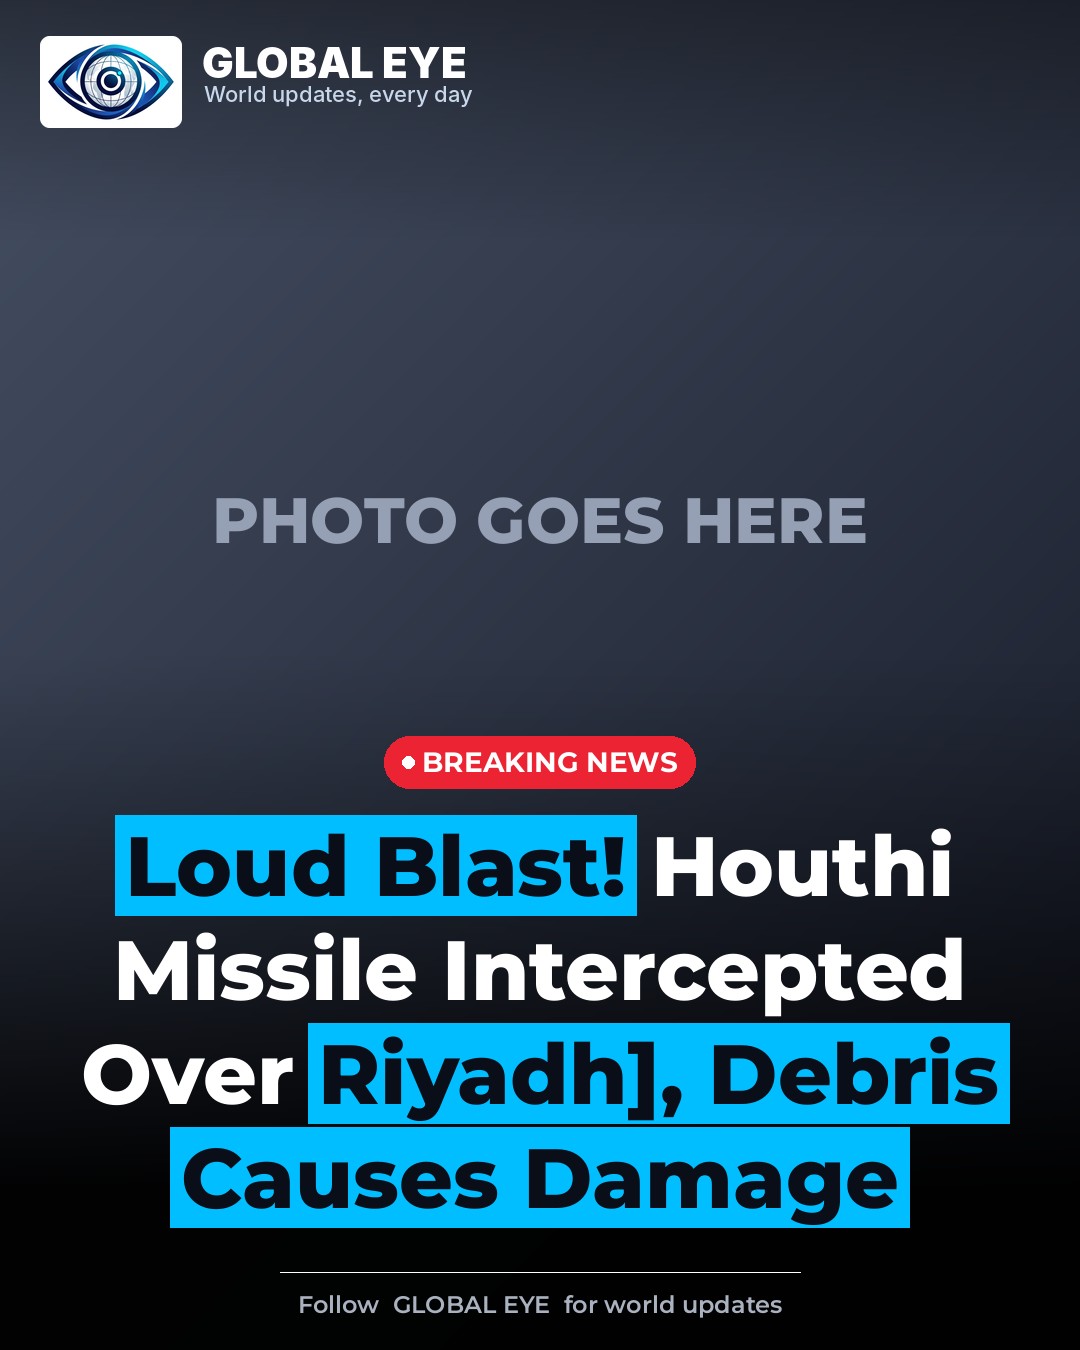 GLOBAL EYE
World updates, every day
PHOTO GOES HERE
BREAKING NEWS
Loud Blast! Houthi
Missile Intercepted
Over Riyadh], Debris
Causes Damage
Follow GLOBAL EYE for world updates